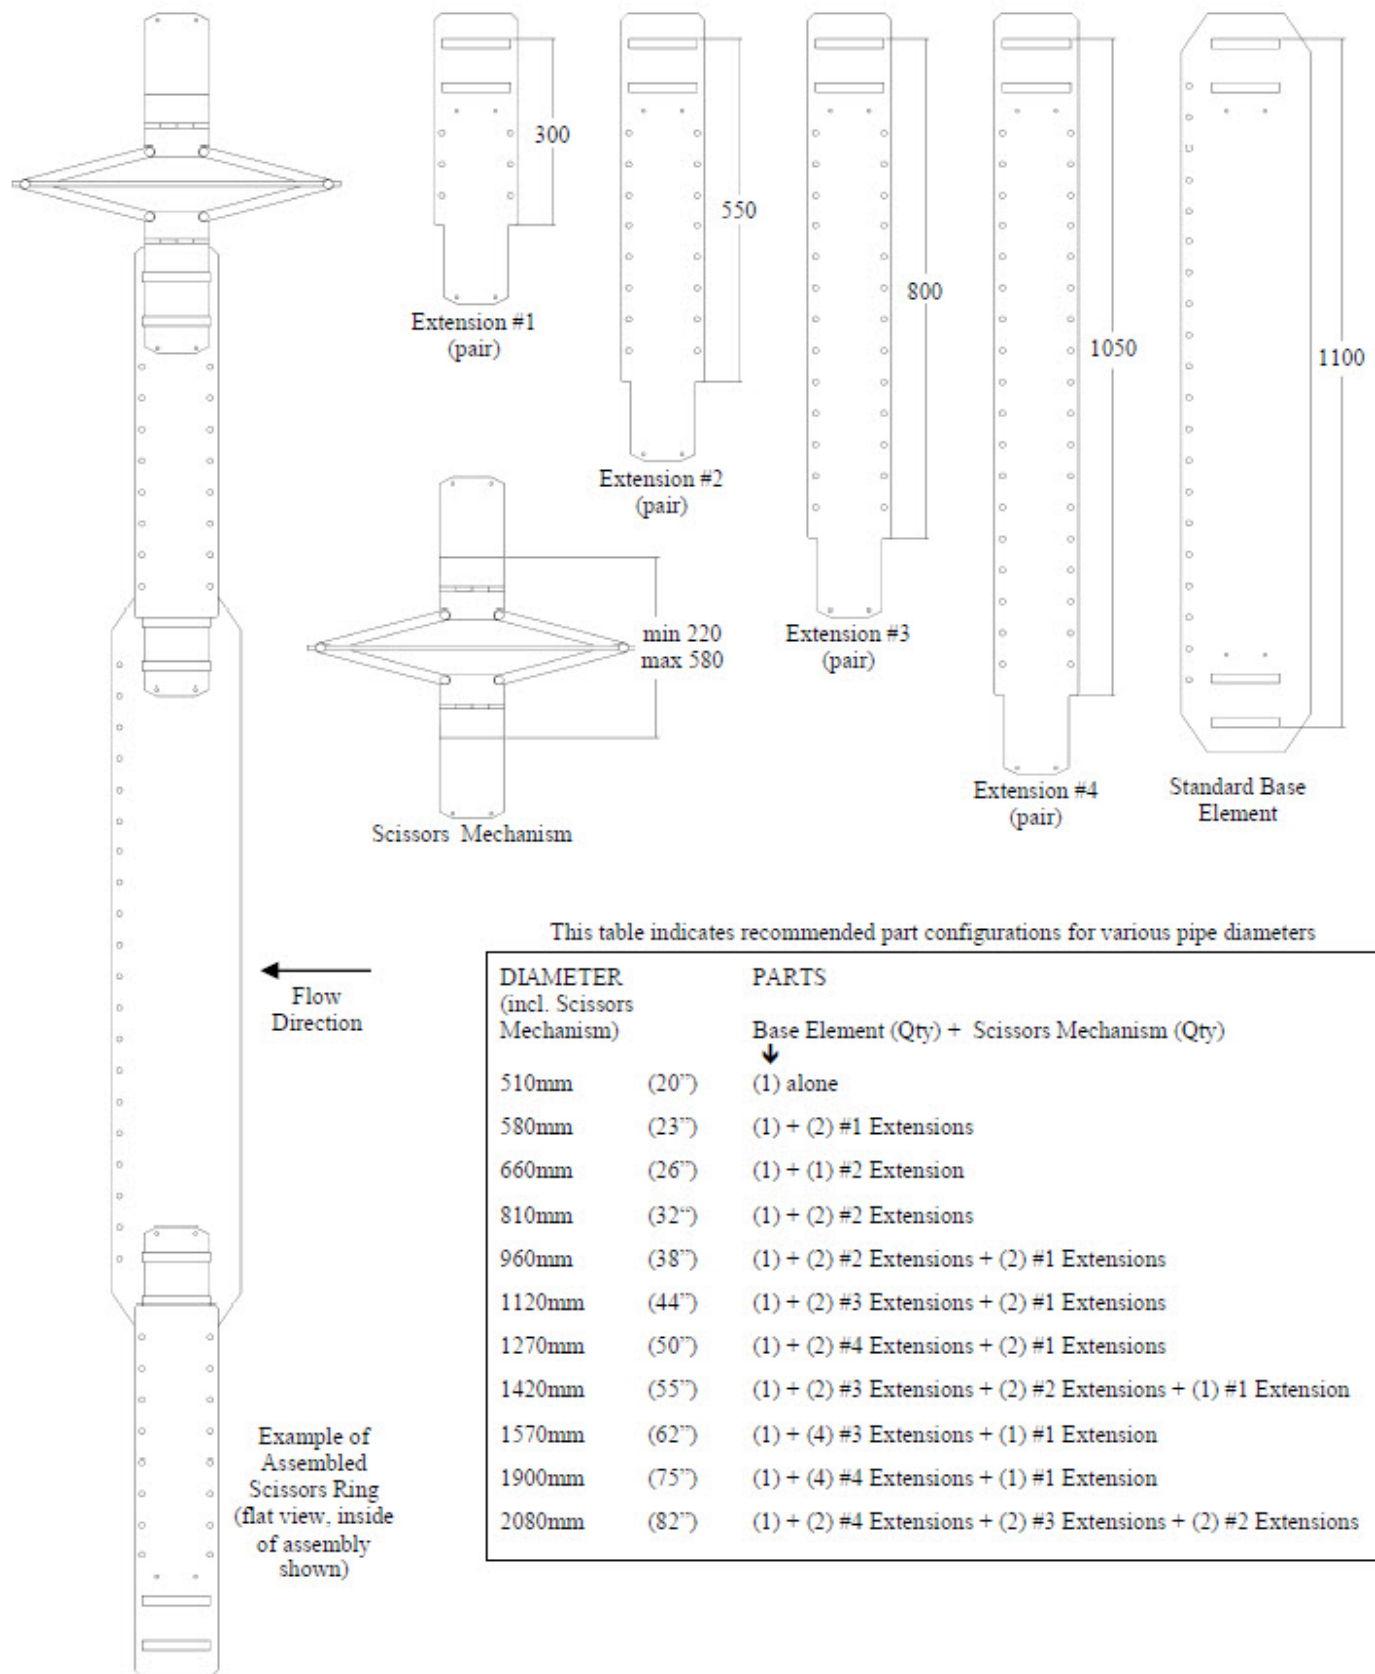 300
Extension #1
(pair)
550
Extension #2
(pair)
800
Extension #3
(pair)
1050
Extension #4
(pair)
1100
Standard Base
Element
min 220
max 580
Scissors Mechanism
Flow
Direction
Example of
Assembled
Scissors Ring
(flat view, inside
of assembly
shown)
This table indicates recommended part configurations for various pipe diameters
DIAMETER PARTS
(incl. Scissors
Mechanism) Base Element (Qty) + Scissors Mechanism (Qty)
510mm (20”) (1) alone
580mm (23”) (1) + (2) #1 Extensions
660mm (26”) (1) + (1) #2 Extension
810mm (32“) (1) + (2) #2 Extensions
960mm (38”) (1) + (2) #2 Extensions + (2) #1 Extensions
1120mm (44”) (1) + (2) #3 Extensions + (2) #1 Extensions
1270mm (50”) (1) + (2) #4 Extensions + (2) #1 Extensions
1420mm (55”) (1) + (2) #3 Extensions + (2) #2 Extensions + (1) #1 Extension
1570mm (62”) (1) + (4) #3 Extensions + (1) #1 Extension
1900mm (75”) (1) + (4) #4 Extensions + (1) #1 Extension
2080mm (82”) (1) + (2) #4 Extensions + (2) #3 Extensions + (2) #2 Extensions